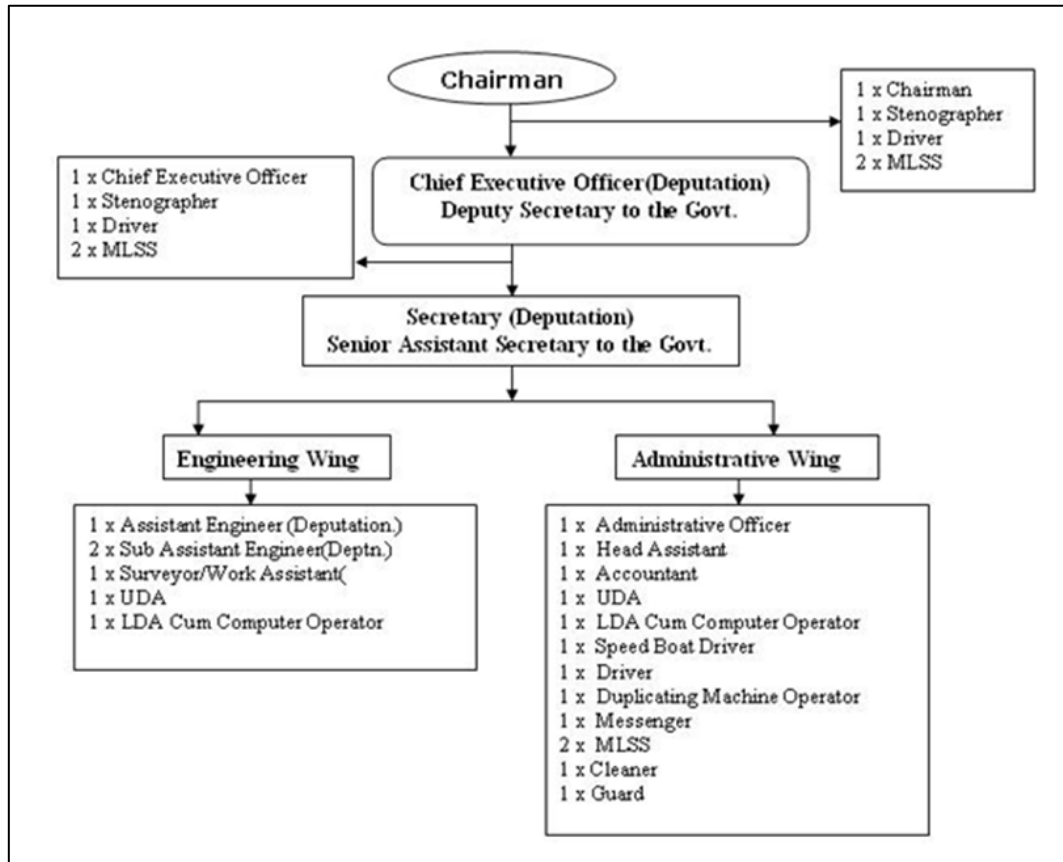 Chairman
1 x Chairman
1 x Stenographer
1 x Driver
2 x MLSS
1 x Chief Executive Officer
1 x Stenographer
1 x Driver
2 x MLSS
Chief Executive Officer(Deputation)
Deputy Secretary to the Govt.
Secretary (Deputation)
Senior Assistant Secretary to the Govt.
Engineering Wing
Administrative Wing
1 x Assistant Engineer (Deputation.)
2 x Sub Assistant Engineer(Deptn.)
1 x Surveyor/Work Assistant(
1 x UDA
1 x LDA Cum Computer Operator
1 x Administrative Officer
1 x Head Assistant
1 x Accountant
1 x UDA
1 x LDA Cum Computer Operator
1 x Speed Boat Driver
1 x Driver
1 x Duplicating Machine Operator
1 x Messenger
2 x MLSS
1 x Cleaner
1 x Guard